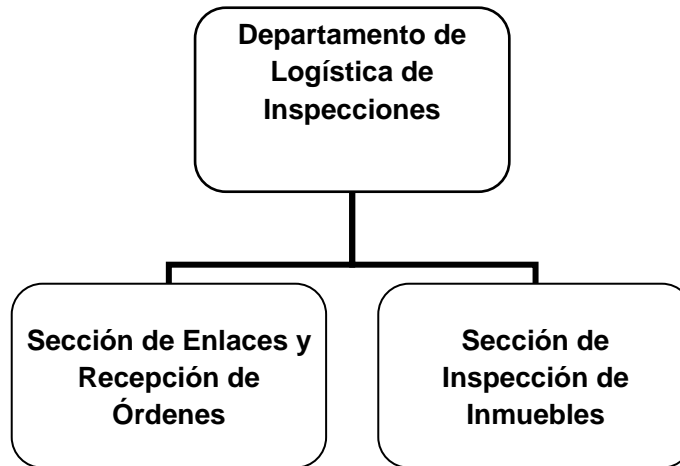 Departamento de
Logística de
Inspecciones
Sección de Enlaces y
Recepción de
Órdenes
Sección de
Inspección de
Inmuebles